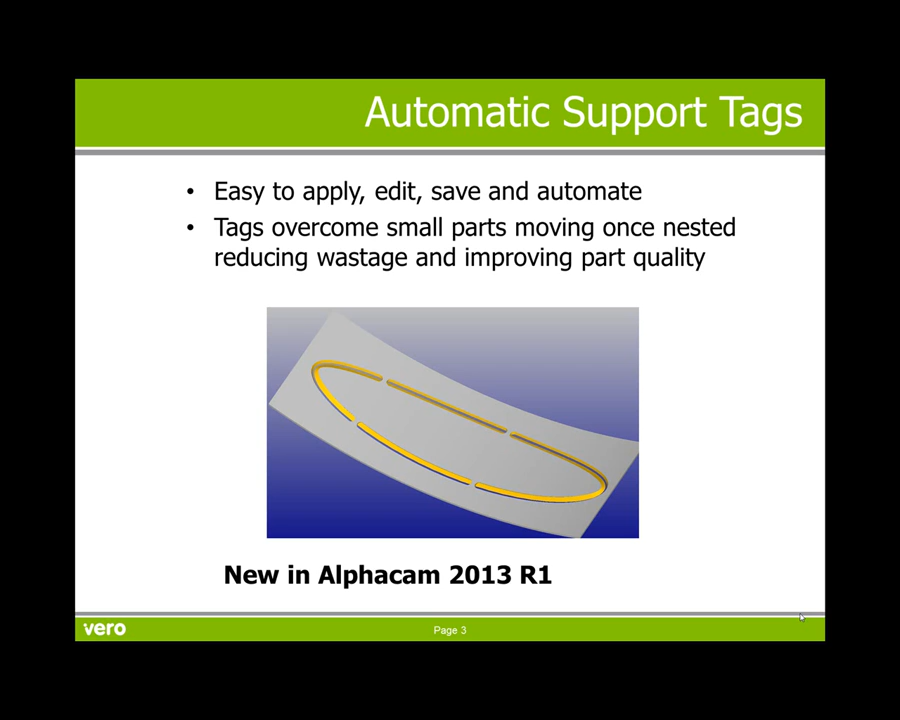 Automatic Support Tags
• Easy to apply, edit, save and automate
• Tags overcome small parts moving once nested
reducing wastage and improving part quality
New in Alphacam 2013 R1
vero
Page 3